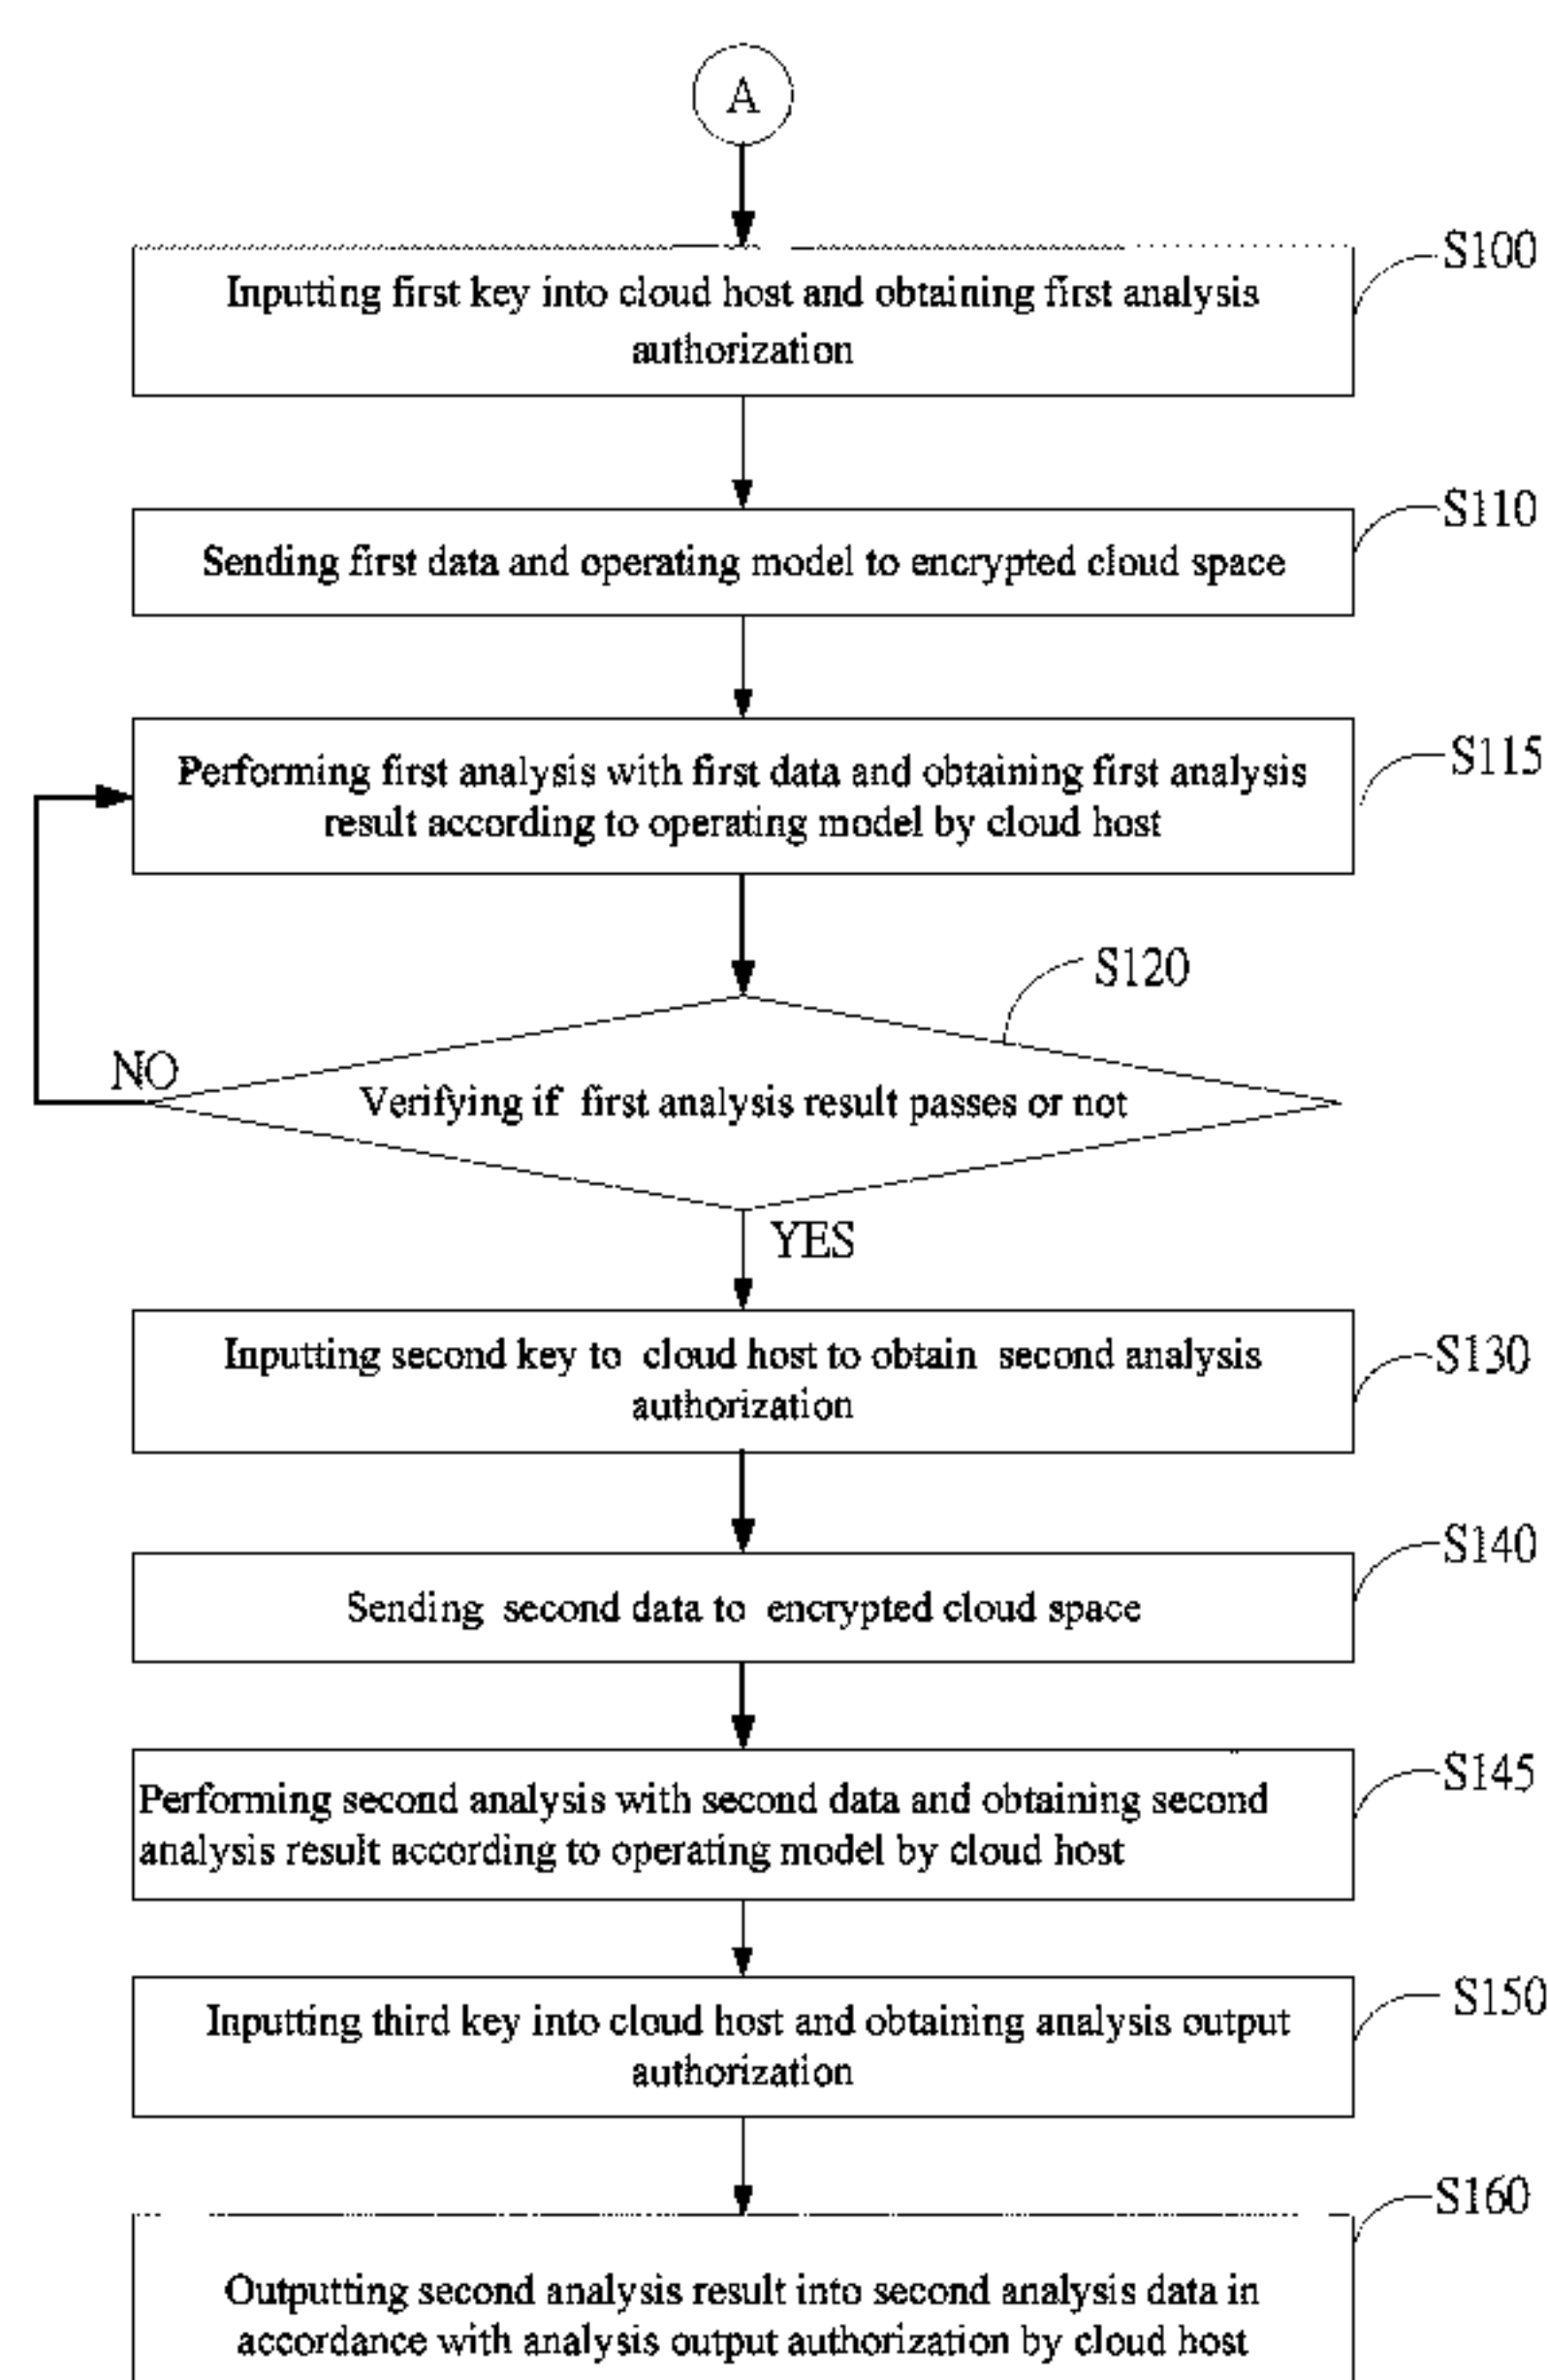 A
S100
Inputting first key into cloud host and obtaining first analysis
authorization
S110
Sending first data and operating model to encrypted cloud space
S115
Performing first analysis with first data and obtaining first analysis
result according to operating model by cloud host
S120
NO
Verifying if first analysis result passes or not
YES
S130
Inputting second key to cloud host to obtain second analysis
authorization
S140
Sending second data to encrypted cloud space
S145
Performing second analysis with second data and obtaining second
analysis result according to operating model by cloud host
S150
Inputting third key into cloud host and obtaining analysis output
authorization
S160
Outputting second analysis result into second analysis data in
accordance with analysis output authorization by cloud host